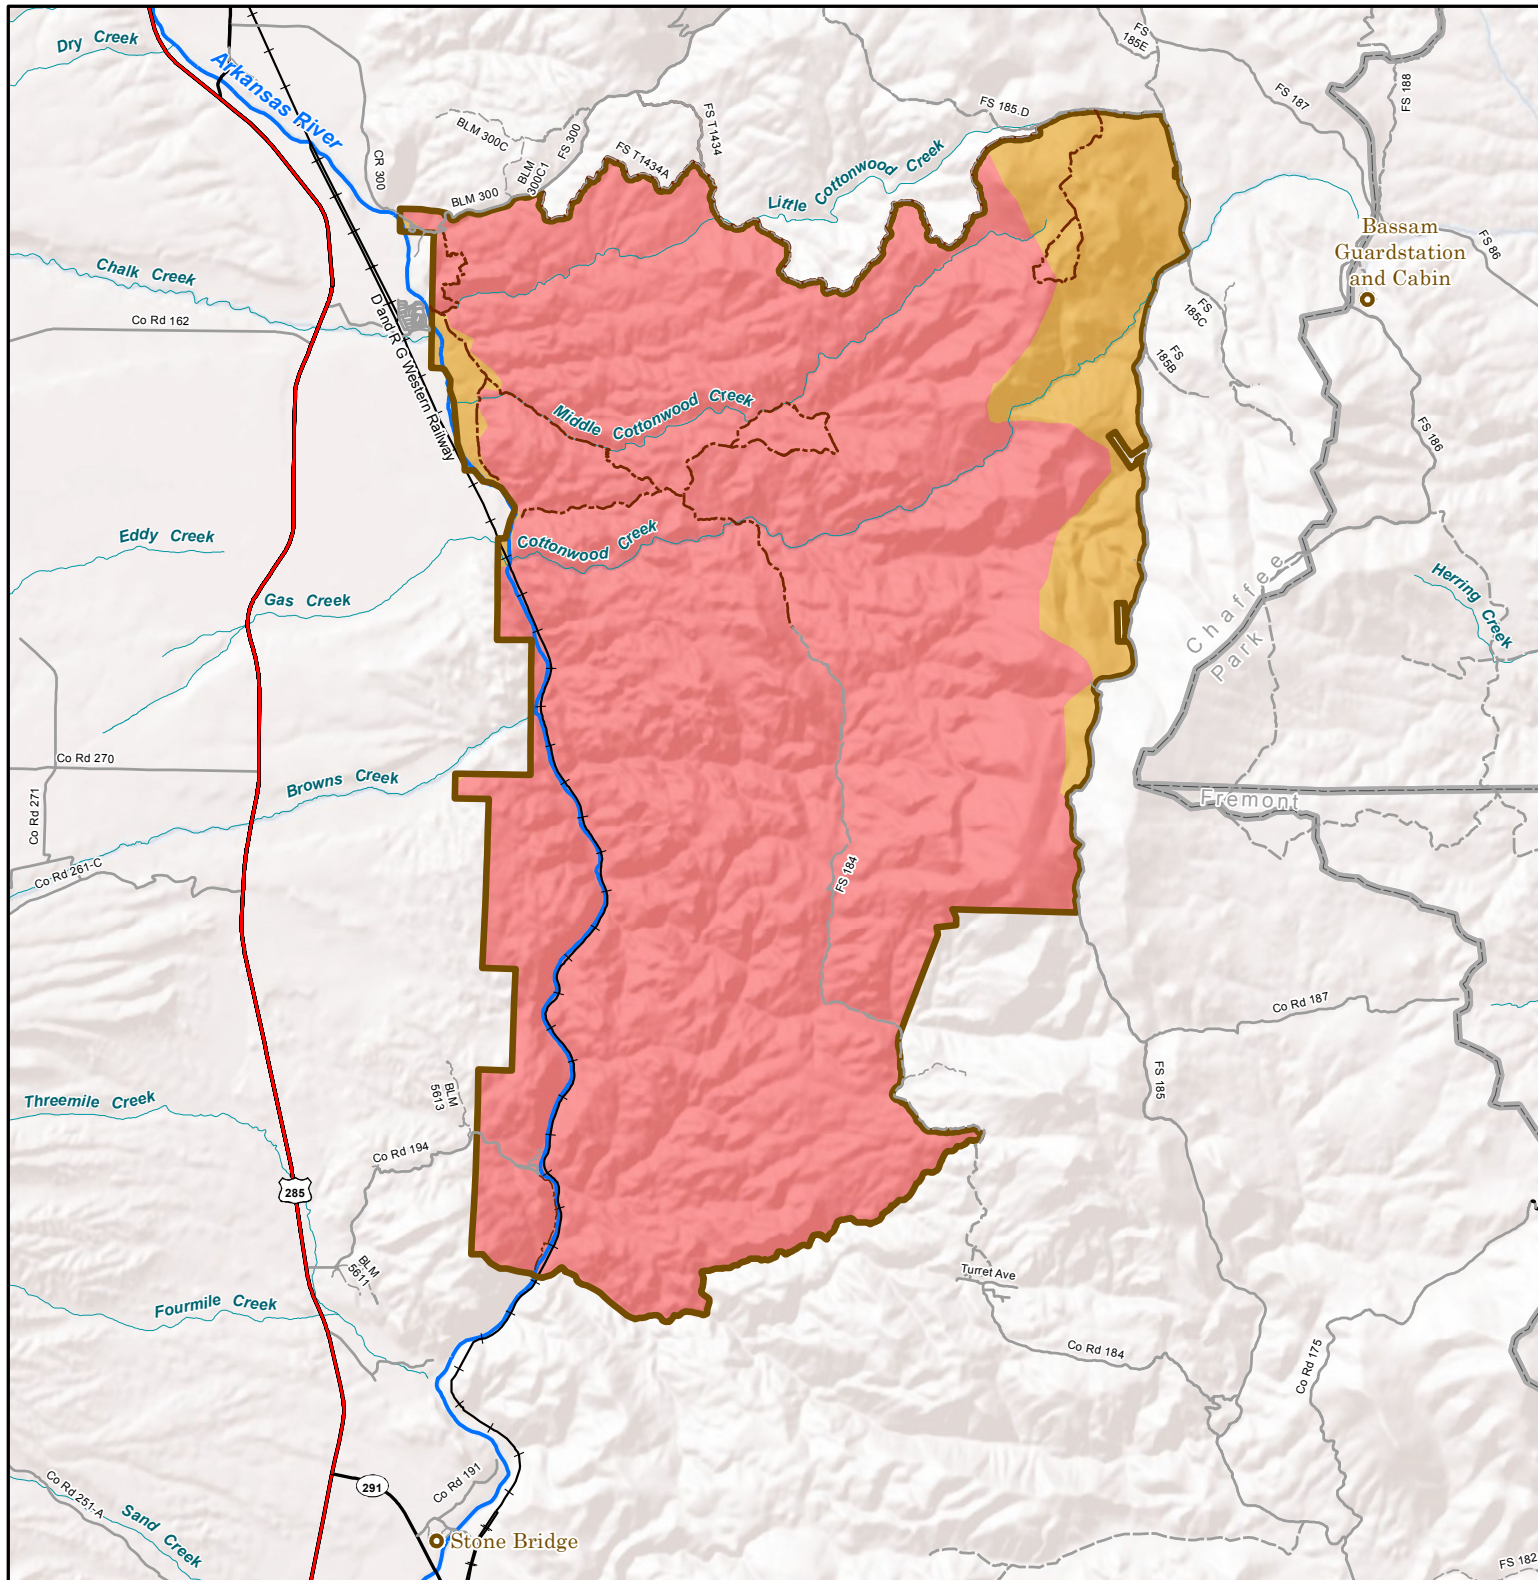 Dry Creek
Arkansas River
FS
185E
FS 187
FS 188
BLM 300C
FS 300
BLM
300C1
FS T1434
FS T1434A
FS 185.D
CR 300
BLM 300
Little Cottonwood Creek
Bassam
Guardstation
and Cabin
FS 86
Chalk Creek
Co Rd 162
D and R G Western Railway
FS
185C
FS
185B
Middle Cottonwood Creek
FS 186
Eddy Creek
Cottonwood Creek
Gas Creek
Chaffee
Park
Herring Creek
Co Rd 270
Co Rd 271
Browns Creek
Fremont
Co Rd 261-C
FS 184
Co Rd 187
FS 185
Threemile Creek
BLM
5613
Co Rd 194
285
BLM
5611
Turret Ave
Fourmile Creek
Co Rd 184
Co Rd 175
291
Co Rd 191
Co Rd 251-A
Sand Creek
Stone Bridge
FS 182